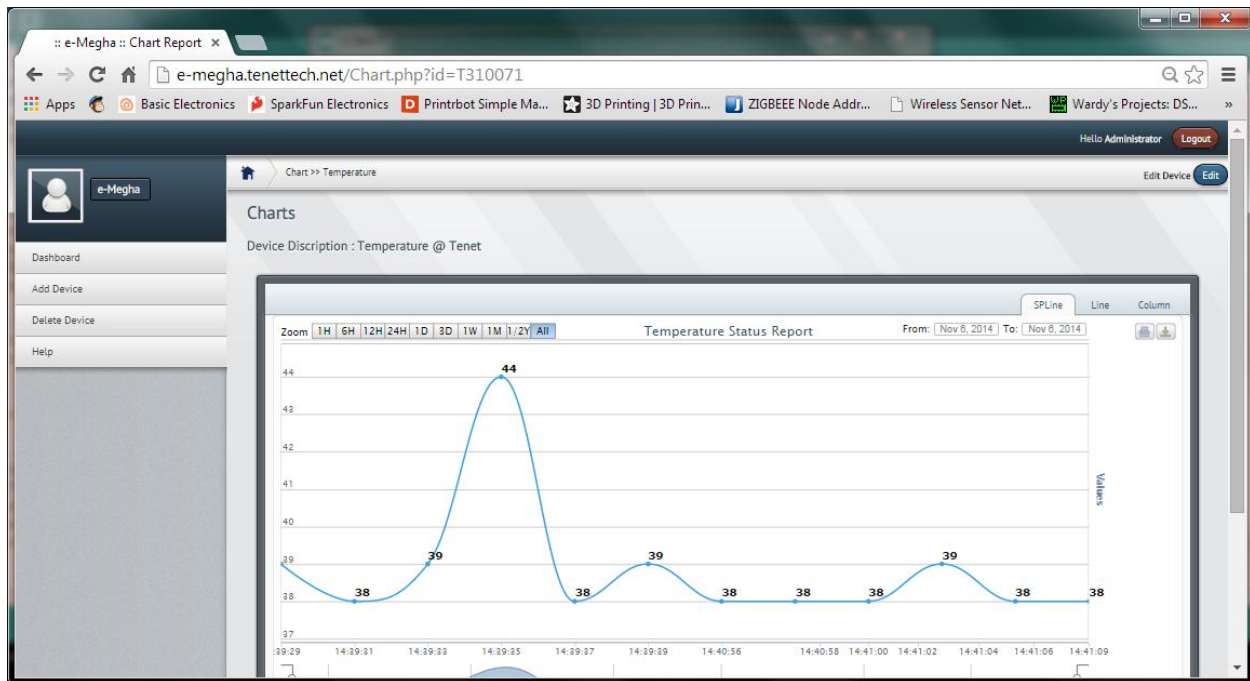 :: e-Megha :: Chart Report ×
e-megha.tenettech.net/Chart.php?id=T310071
Apps Basic Electronics SparkFun Electronics Printrbot Simple Ma... 3D Printing | 3D Prin... ZIGBEEE Node Addr... Wireless Sensor Net... Wardy's Projects: DS... »
Hello Administrator Logout
e-Megha
Chart >> Temperature
Edit Device Edit
Charts
Device Discription : Temperature @ Tenet
Dashboard
Add Device
Delete Device
Help
SPLine Line Column
Zoom 1H 6H 12H 24H 1D 3D 1W 1M 1/2Y All
Temperature Status Report
From: Nov 6, 2014 To: Nov 6, 2014
44
43
42
41
40
39
38
37
38 39 44 38 39 38 38 38 39 38 38
Values
:39:29 14:39:31 14:39:33 14:39:35 14:39:37 14:39:39 14:40:56 14:40:58 14:41:00 14:41:02 14:41:04 14:41:06 14:41:09